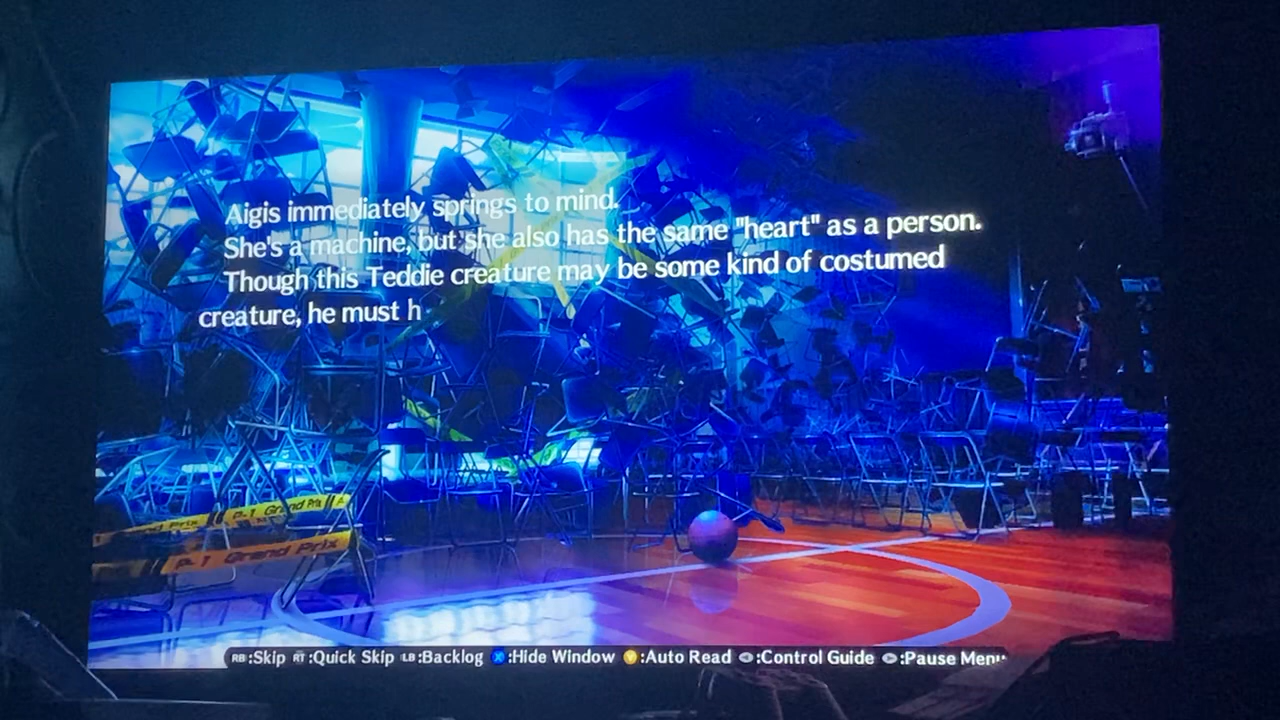 Aigis immediately springs to mind.
She's a machine, but she also has the same "heart" as a person.
Though this Teddie creature may be some kind of costumed
creature, he must h
Grand Prix
P-1 Grand Prix
P-1 Grand Prix
RB:Skip RT:Quick Skip LB:Backlog X:Hide Window Y:Auto Read :Control Guide :Pause Menu